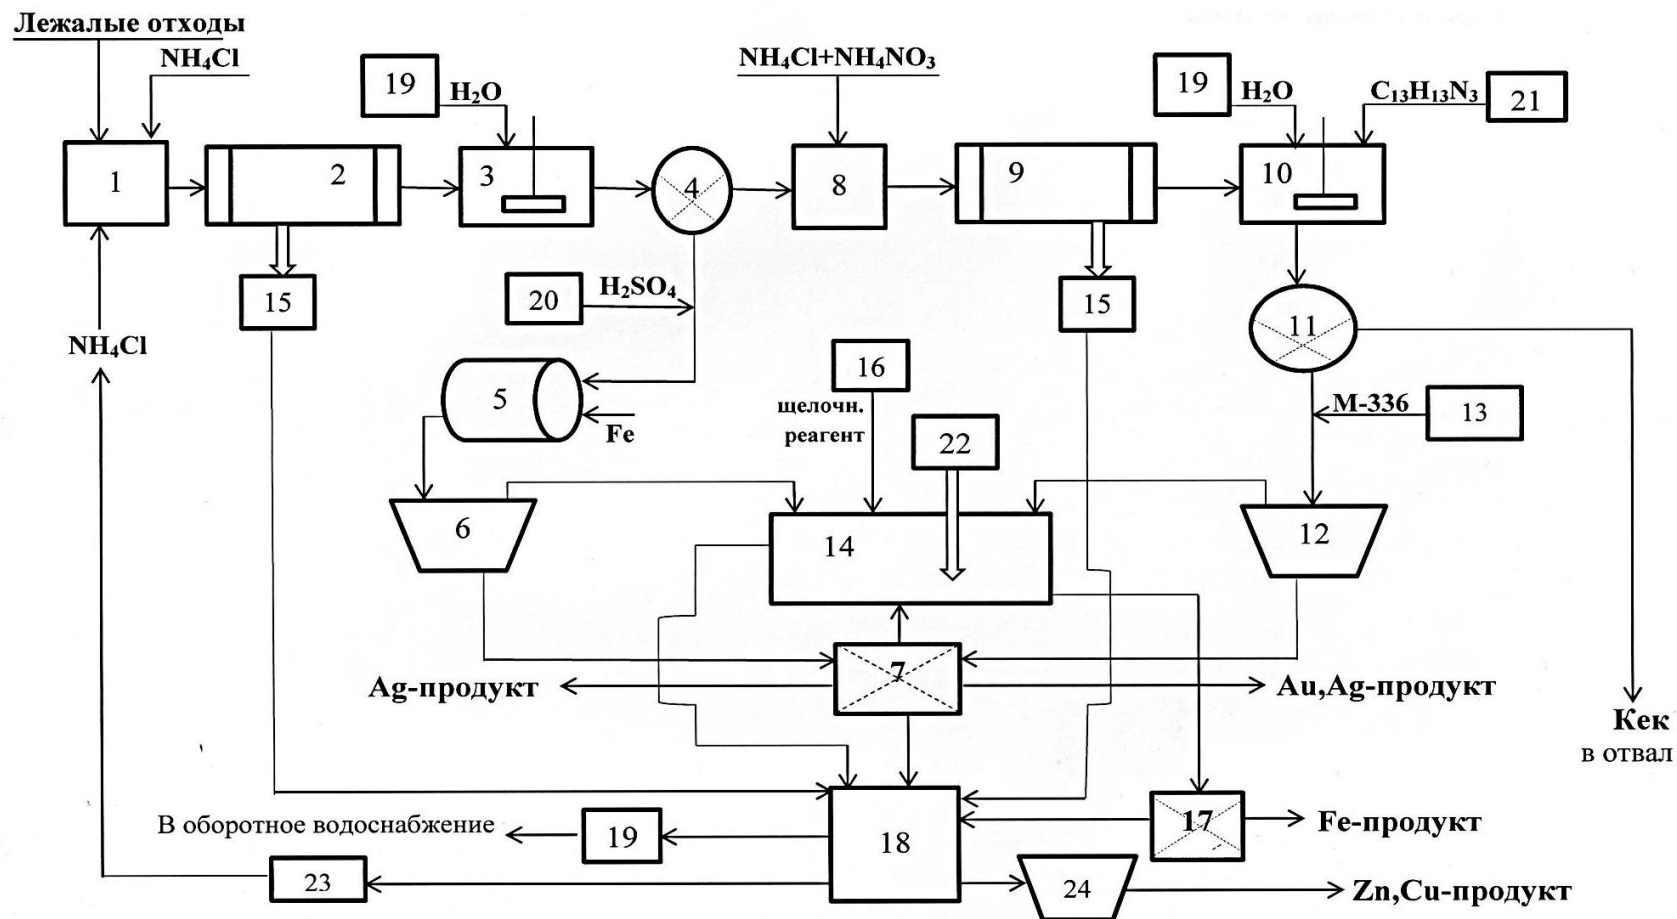 Лежалые отходы
NH₄Cl
19
H₂O
NH₄Cl+NH₄NO₃
19
H₂O
C₁₃H₁₃N₃
21
1
2
3
4
8
9
10
15
20
H₂SO₄
15
11
NH₄Cl
16
5
щелочн.
реагент
Fe
22
М-336
13
6
14
12
7
Ag-продукт
Au,Ag-продукт
Кек
в отвал
В оборотное водоснабжение
19
18
17
Fe-продукт
23
24
Zn,Cu-продукт